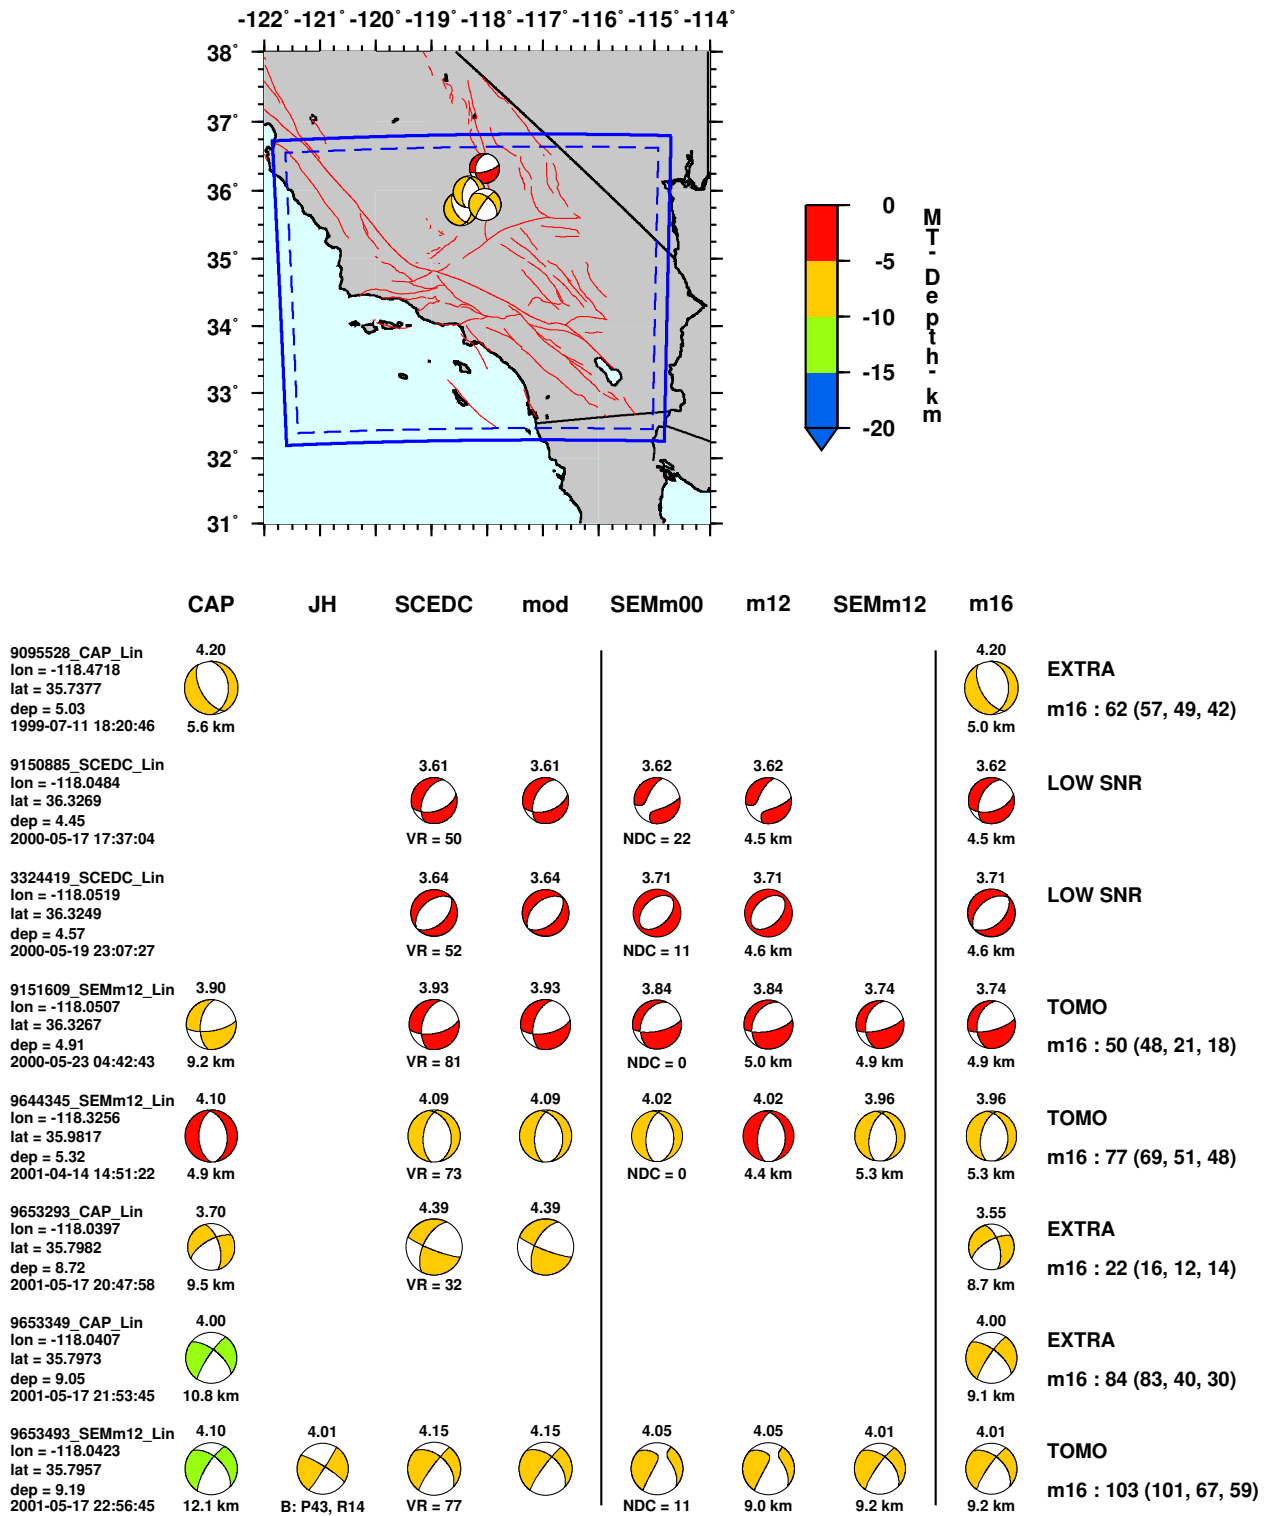 -122° -121° -120° -119° -118° -117° -116° -115° -114°
38°
37°
36°
35°
34°
33°
32°
31°
0
-5
-10
-15
-20
MT-Depth-km
CAP JH SCEDC mod SEMm00 m12 SEMm12 m16
9095528_CAP_Lin
lon = -118.4718
lat = 35.7377
dep = 5.03
1999-07-11 18:20:46
4.20
5.6 km
4.20
5.0 km
EXTRA
m16 : 62 (57, 49, 42)
9150885_SCEDC_Lin
lon = -118.0484
lat = 36.3269
dep = 4.45
2000-05-17 17:37:04
3.61 3.61 3.62 3.62 3.62
VR = 50 NDC = 22 4.5 km 4.5 km
LOW SNR
3324419_SCEDC_Lin
lon = -118.0519
lat = 36.3249
dep = 4.57
2000-05-19 23:07:27
3.64 3.64 3.71 3.71 3.71
VR = 52 NDC = 11 4.6 km 4.6 km
LOW SNR
9151609_SEMm12_Lin
lon = -118.0507
lat = 36.3267
dep = 4.91
2000-05-23 04:42:43
3.90 3.93 3.93 3.84 3.84 3.74 3.74
9.2 km VR = 81 NDC = 0 5.0 km 4.9 km 4.9 km
TOMO
m16 : 50 (48, 21, 18)
9644345_SEMm12_Lin
lon = -118.3256
lat = 35.9817
dep = 5.32
2001-04-14 14:51:22
4.10 4.09 4.09 4.02 4.02 3.96 3.96
4.9 km VR = 73 NDC = 0 4.4 km 5.3 km 5.3 km
TOMO
m16 : 77 (69, 51, 48)
9653293_CAP_Lin
lon = -118.0397
lat = 35.7982
dep = 8.72
2001-05-17 20:47:58
3.70 4.39 4.39 3.55
9.5 km VR = 32 8.7 km
EXTRA
m16 : 22 (16, 12, 14)
9653349_CAP_Lin
lon = -118.0407
lat = 35.7973
dep = 9.05
2001-05-17 21:53:45
4.00 4.00
10.8 km 9.1 km
EXTRA
m16 : 84 (83, 40, 30)
9653493_SEMm12_Lin
lon = -118.0423
lat = 35.7957
dep = 9.19
2001-05-17 22:56:45
4.10 4.01 4.15 4.15 4.05 4.05 4.01 4.01
12.1 km B: P43, R14 VR = 77 NDC = 11 9.0 km 9.2 km 9.2 km
TOMO
m16 : 103 (101, 67, 59)